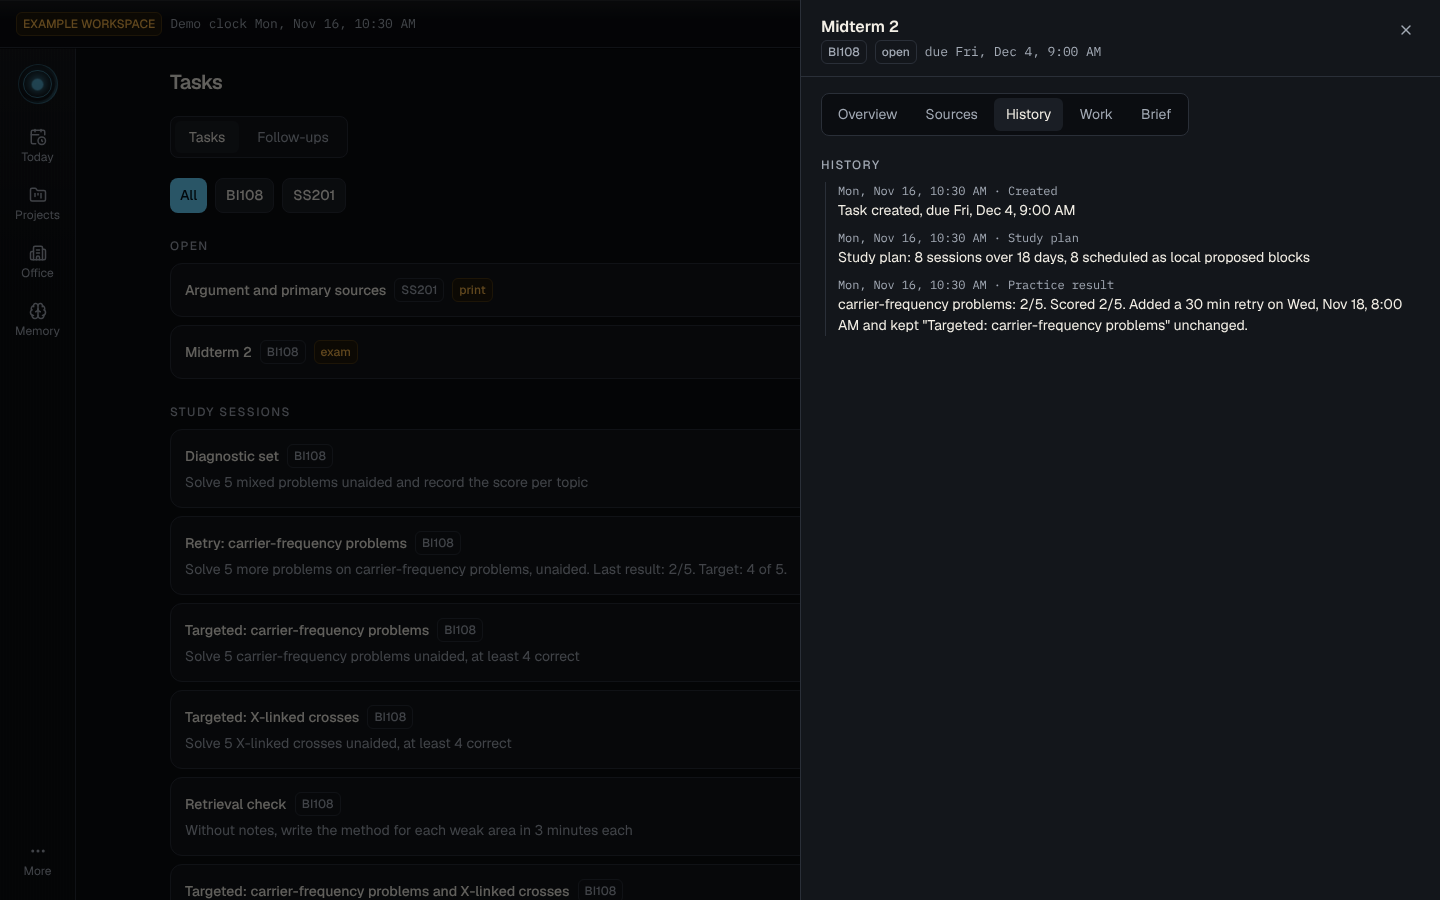 EXAMPLE WORKSPACE Demo clock Mon, Nov 16, 10:30 AM
Today
Projects
Office
Memory
More
Tasks
Tasks Follow-ups
All BI108 SS201
OPEN
Argument and primary sources SS201 print
Midterm 2 BI108 exam
STUDY SESSIONS
Diagnostic set BI108
Solve 5 mixed problems unaided and record the score per topic
Retry: carrier-frequency problems BI108
Solve 5 more problems on carrier-frequency problems, unaided. Last result: 2/5. Target: 4 of 5.
Targeted: carrier-frequency problems BI108
Solve 5 carrier-frequency problems unaided, at least 4 correct
Targeted: X-linked crosses BI108
Solve 5 X-linked crosses unaided, at least 4 correct
Retrieval check BI108
Without notes, write the method for each weak area in 3 minutes each
Targeted: carrier-frequency problems and X-linked crosses BI108
Midterm 2
BI108 open due Fri, Dec 4, 9:00 AM
Overview Sources History Work Brief
HISTORY
Mon, Nov 16, 10:30 AM · Created
Task created, due Fri, Dec 4, 9:00 AM
Mon, Nov 16, 10:30 AM · Study plan
Study plan: 8 sessions over 18 days, 8 scheduled as local proposed blocks
Mon, Nov 16, 10:30 AM · Practice result
carrier-frequency problems: 2/5. Scored 2/5. Added a 30 min retry on Wed, Nov 18, 8:00
AM and kept "Targeted: carrier-frequency problems" unchanged.